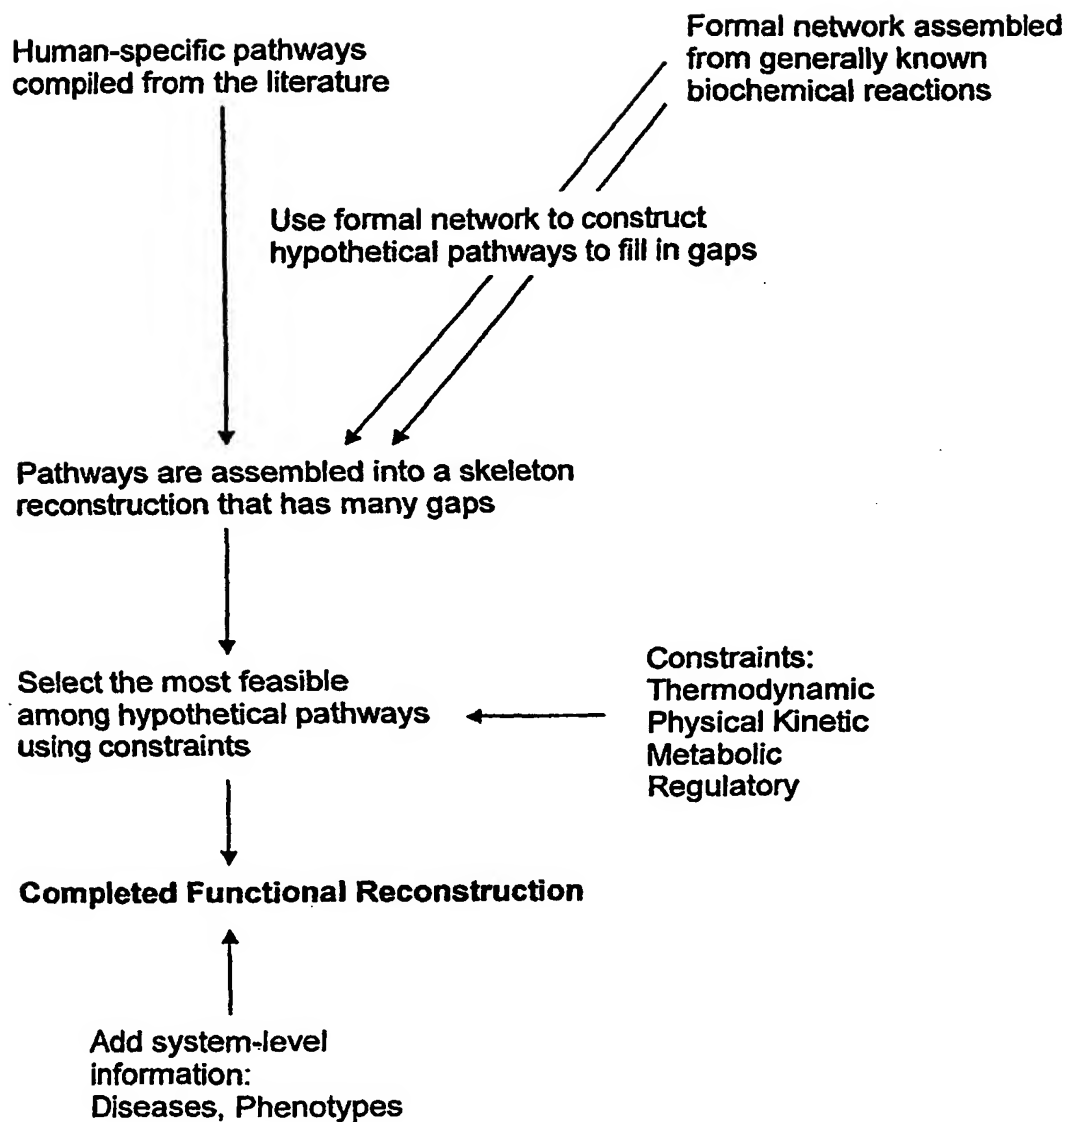 Human-specific pathways
compiled from the literature
Formal network assembled
from generally known
biochemical reactions
Use formal network to construct
hypothetical pathways to fill in gaps
Pathways are assembled into a skeleton
reconstruction that has many gaps
Select the most feasible
among hypothetical pathways
using constraints
Constraints:
Thermodynamic
Physical Kinetic
Metabolic
Regulatory
Completed Functional Reconstruction
Add system-level
information:
Diseases, Phenotypes